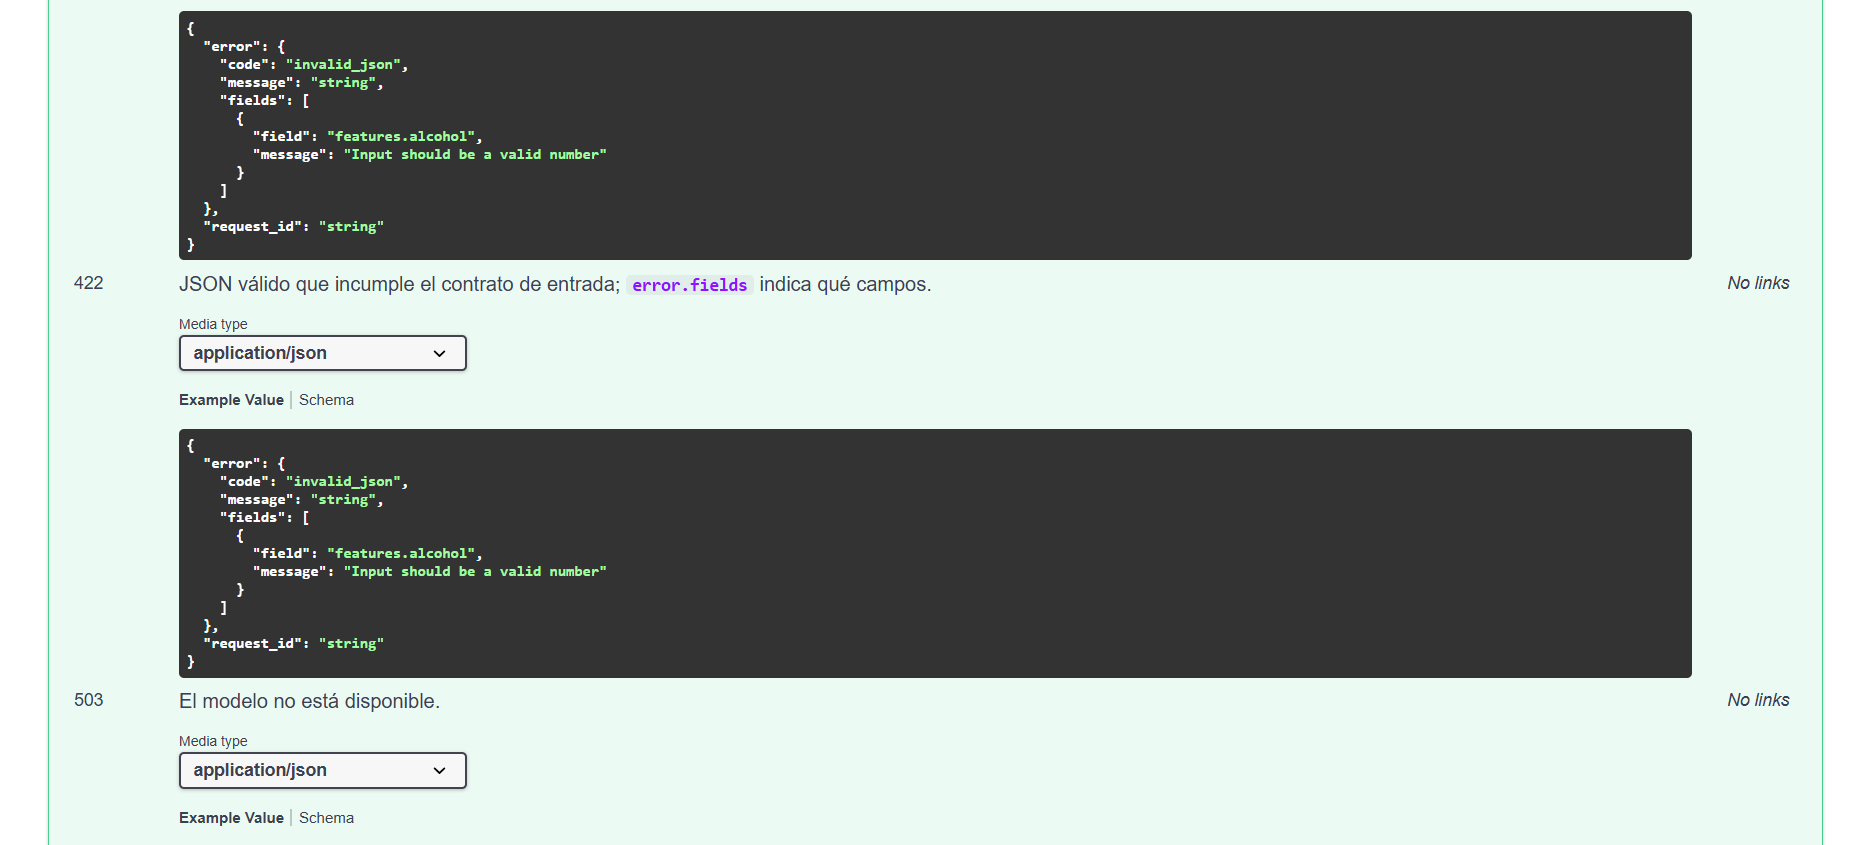 {
  "error": {
    "code": "invalid_json",
    "message": "string",
    "fields": [
      {
        "field": "features.alcohol",
        "message": "Input should be a valid number"
      }
    ]
  },
  "request_id": "string"
}
422 JSON válido que incumple el contrato de entrada; error.fields indica qué campos. No links
Media type
application/json
Example Value | Schema
{
  "error": {
    "code": "invalid_json",
    "message": "string",
    "fields": [
      {
        "field": "features.alcohol",
        "message": "Input should be a valid number"
      }
    ]
  },
  "request_id": "string"
}
503 El modelo no está disponible. No links
Media type
application/json
Example Value | Schema